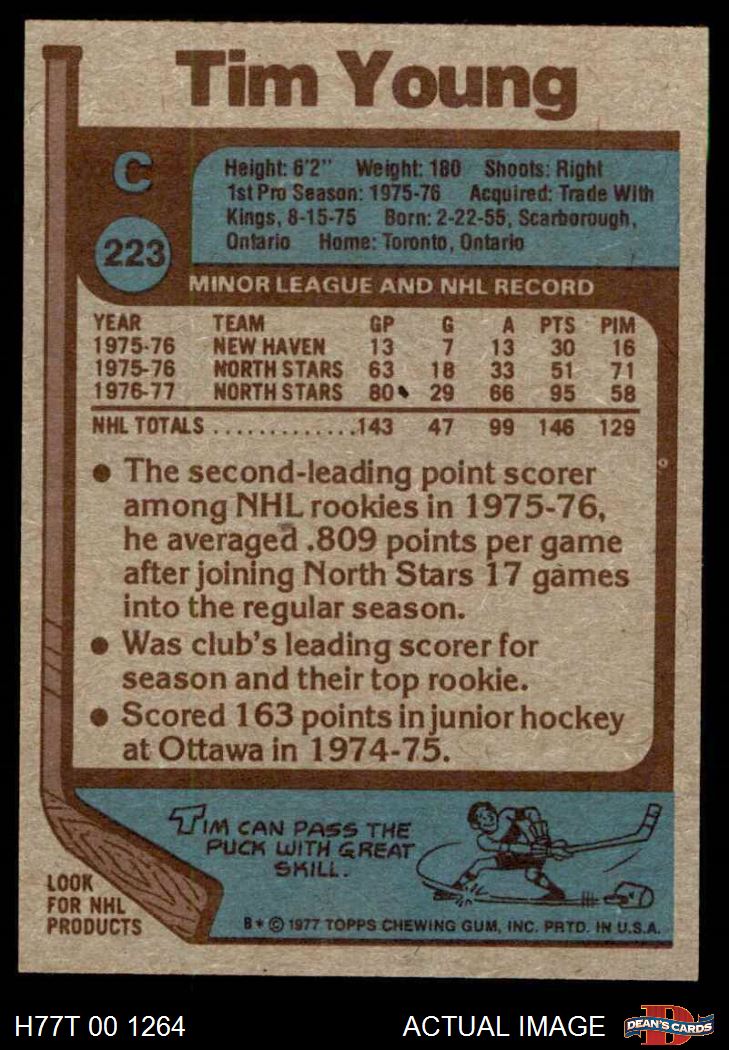 Tim Young
C
Height: 6'2" Weight: 180 Shoots: Right
1st Pro Season: 1975-76 Acquired: Trade With
Kings, 8-15-75 Born: 2-22-55, Scarborough,
Ontario Home: Toronto, Ontario
223
MINOR LEAGUE AND NHL RECORD
YEAR TEAM GP G A PTS PIM
1975-76 NEW HAVEN 13 7 13 30 16
1975-76 NORTH STARS 63 18 33 51 71
1976-77 NORTH STARS 80 29 66 95 58
NHL TOTALS .............143 47 99 146 129
• The second-leading point scorer
among NHL rookies in 1975-76,
he averaged .809 points per game
after joining North Stars 17 games
into the regular season.
• Was club's leading scorer for
season and their top rookie.
• Scored 163 points in junior hockey
at Ottawa in 1974-75.
TIM CAN PASS THE
PUCK WITH GREAT
SKILL.
LOOK
FOR NHL
PRODUCTS
B* © 1977 TOPPS CHEWING GUM, INC. PRTD. IN U.S.A.
H77T 00 1264 ACTUAL IMAGE
D
DEAN'S CARDS